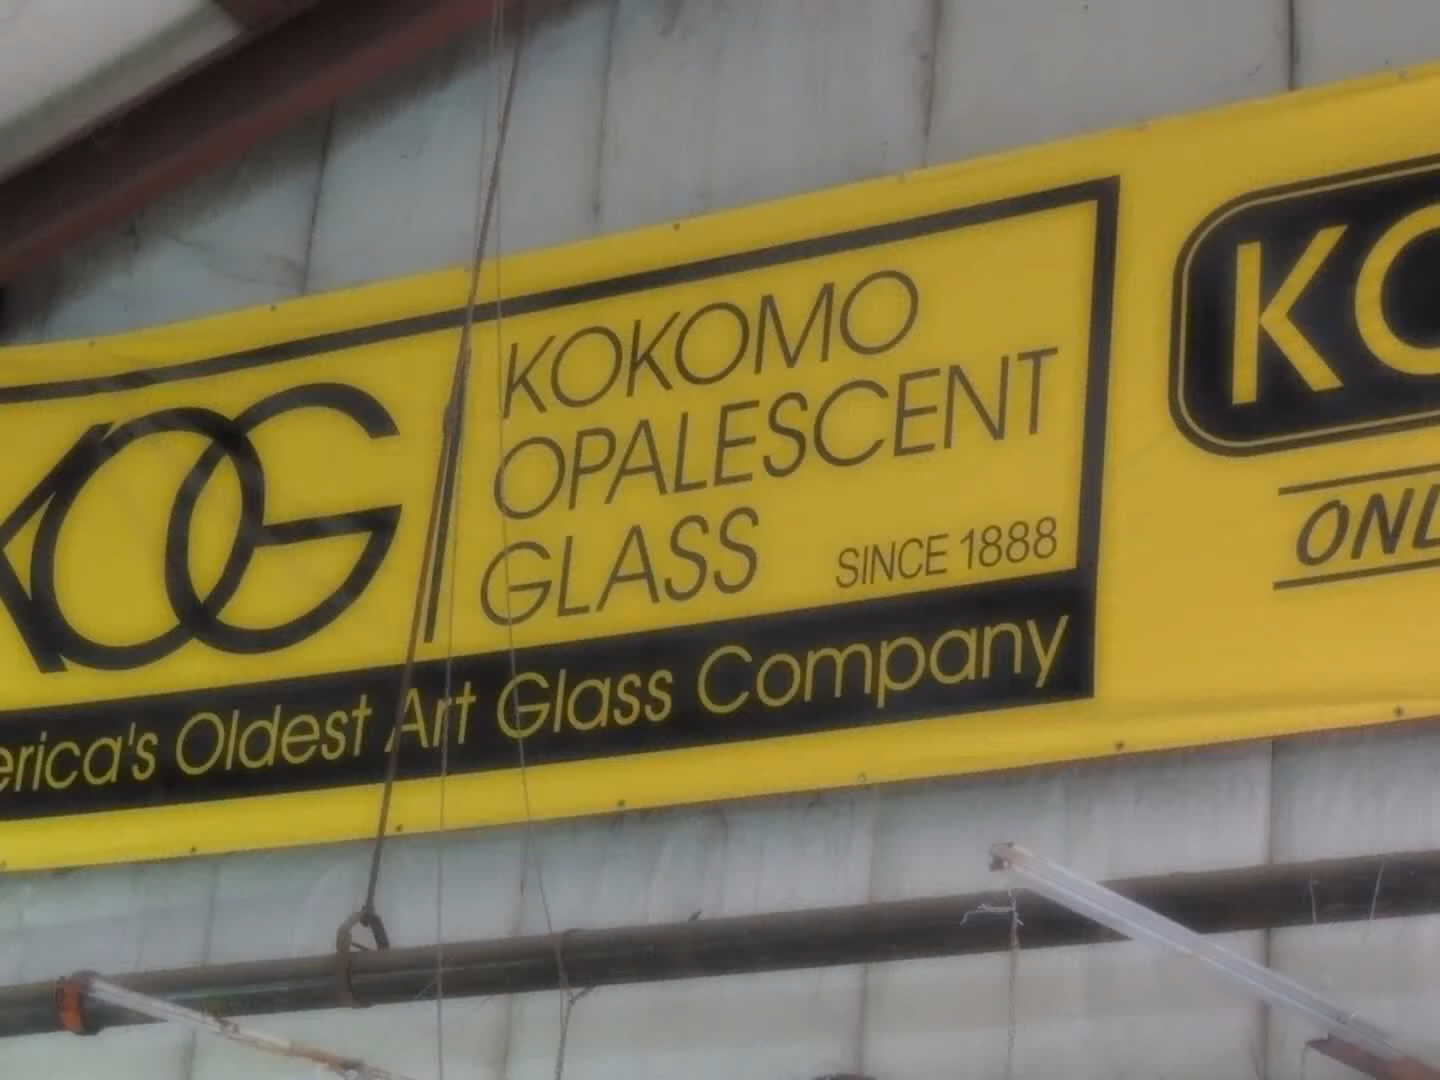 KOG
KOKOMO
OPALESCENT
GLASS
SINCE 1888
erica's Oldest Art Glass Company
KO
ONL